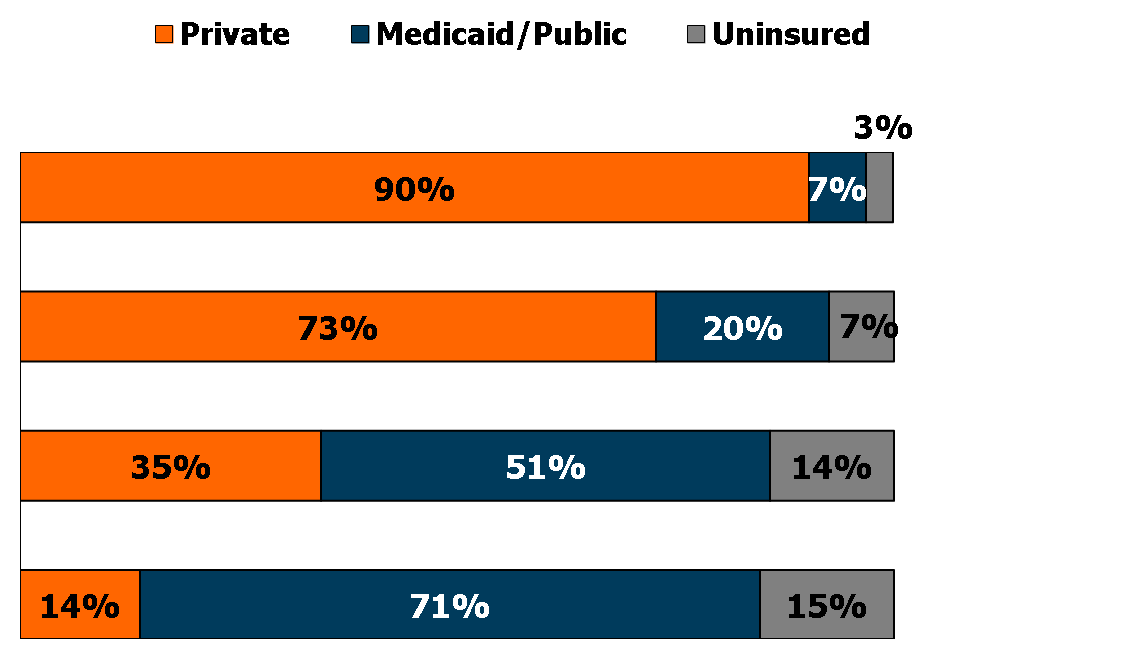 Private Medicaid/Public Uninsured
3%
90% 7%
73% 20% 7%
35% 51% 14%
14% 71% 15%